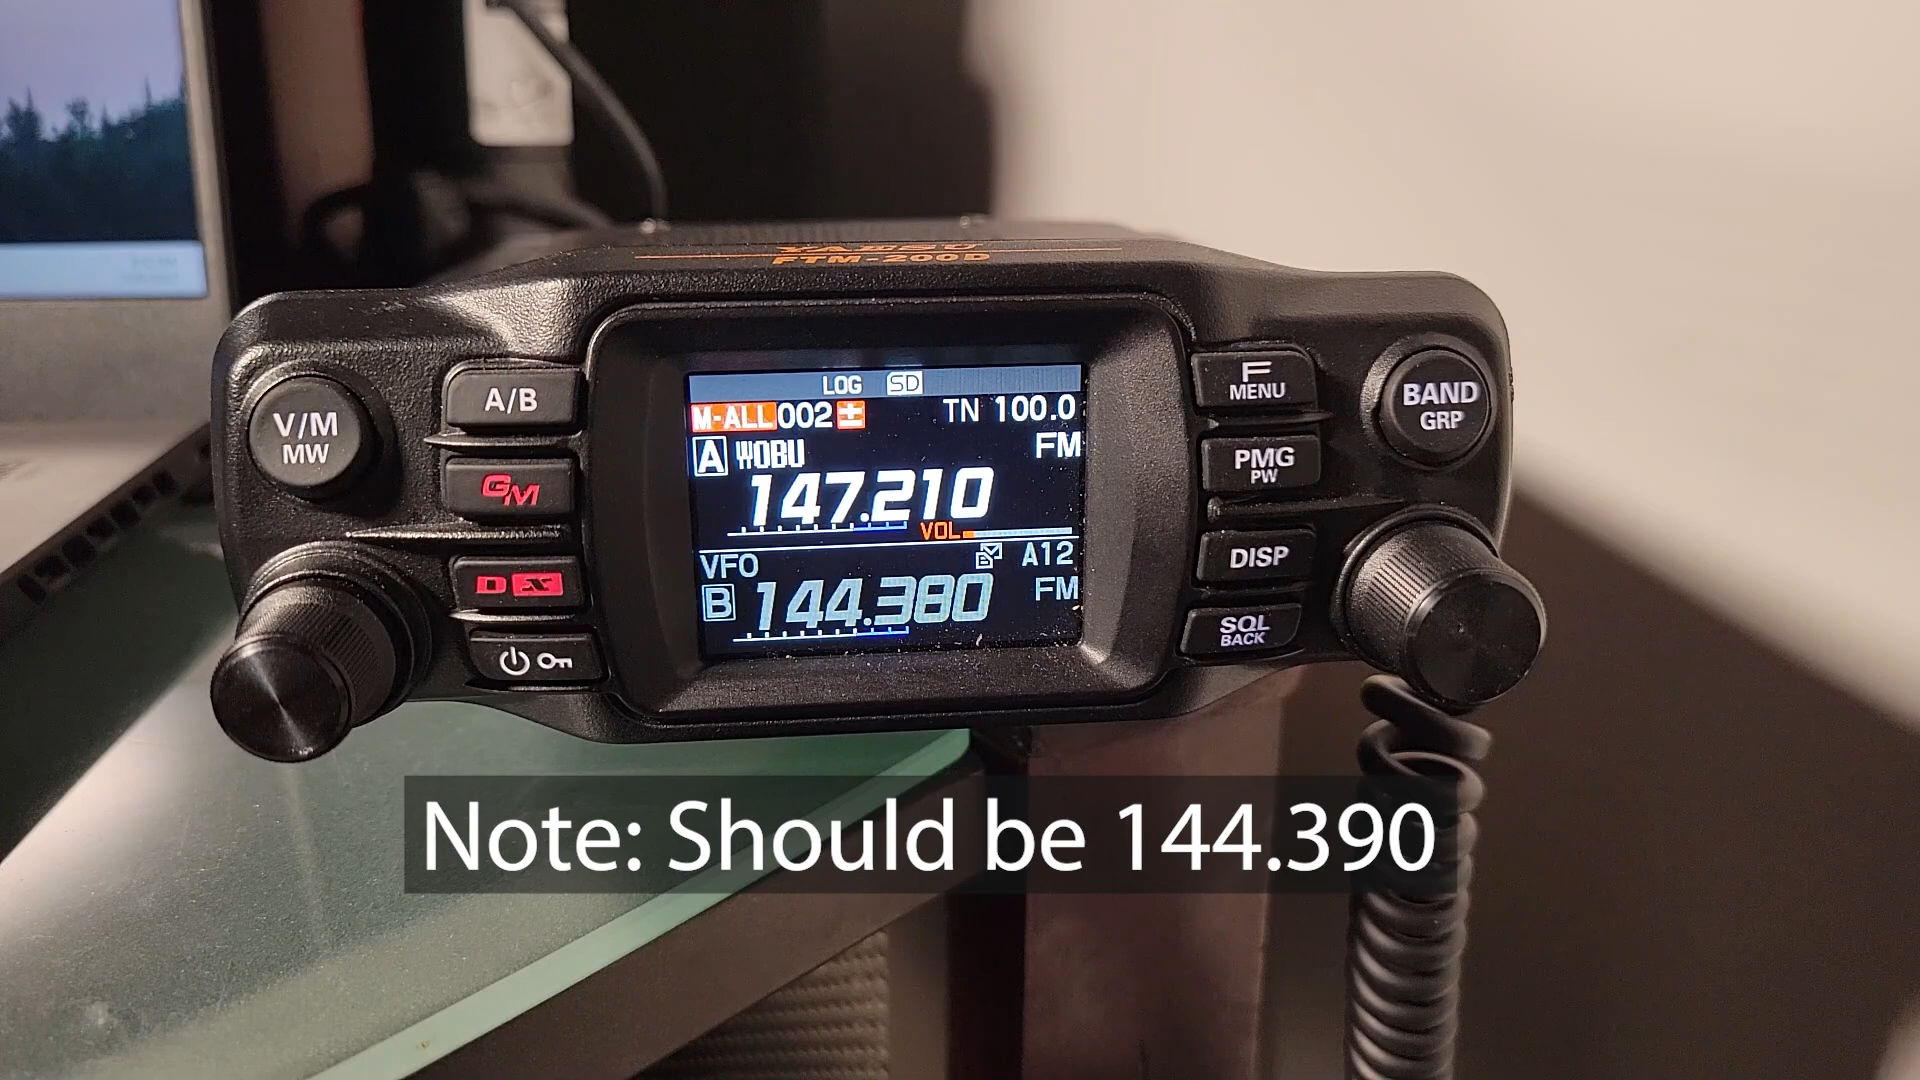 YAESU
FTM-200D
V/M
MW
A/B
GM
DX
LOG SD
M-ALL 002 ± TN 100.0
A W0BU FM
147.210
VOL
VFO A12
B 144.380 FM
F
MENU
BAND
GRP
PMG
PW
DISP
SQL
BACK
Note: Should be 144.390